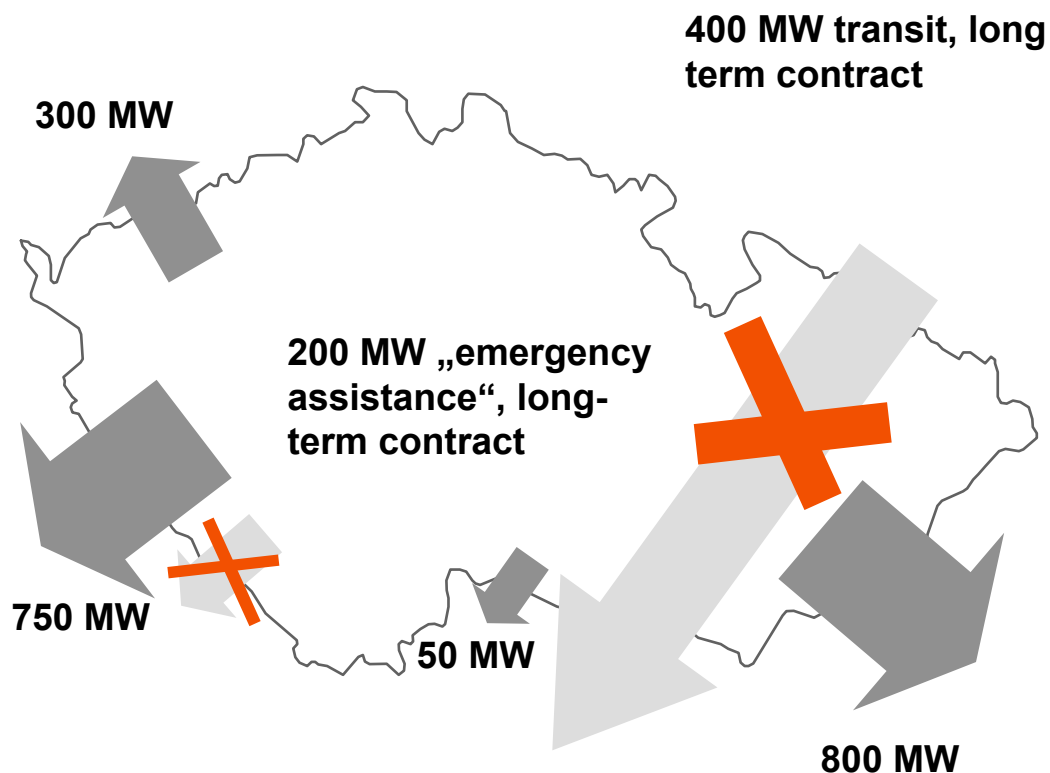 400 MW transit, long
term contract
300 MW
200 MW „emergency
assistance“, long-
term contract
750 MW
50 MW
800 MW